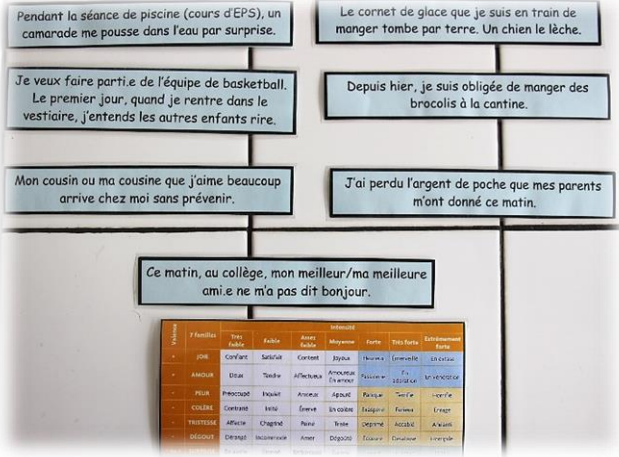 Pendant la séance de piscine (cours d'EPS), un
camarade me pousse dans l'eau par surprise.
Le cornet de glace que je suis en train de
manger tombe par terre. Un chien le lèche.
Je veux faire parti.e de l'équipe de basketball.
Le premier jour, quand je rentre dans le
vestiaire, j'entends les autres enfants rire.
Depuis hier, je suis obligée de manger des
brocolis à la cantine.
Mon cousin ou ma cousine que j'aime beaucoup
arrive chez moi sans prévenir.
J'ai perdu l'argent de poche que mes parents
m'ont donné ce matin.
Ce matin, au collège, mon meilleur/ma meilleure
ami.e ne m'a pas dit bonjour.
Intensité
Valence 7 familles Très faible Faible Assez faible Moyenne Forte Très forte Extrêmement forte
JOIE Confiant Satisfait Content Joyeux Heureux Émerveillé En extase
AMOUR Doux Tendre Affectueux Amoureux En amour Passionné En adoration En vénération
PEUR Préoccupé Inquiet Anxieux Apeuré Paniqué Terrifié Horrifié
COLÈRE Contrarié Irrité Énervé En colère Furieux Enragé
TRISTESSE Affecté Chagriné Peiné Triste Déprimé Accablé Anéanti
DÉGOÛT Dérangé Incommodé Amer Dégoûté